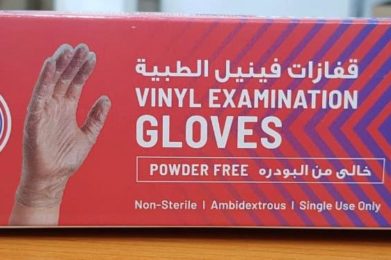 قفازات فينيل الطبية
VINYL EXAMINATION
GLOVES
POWDER FREE خالي من البودره
Non-Sterile | Ambidextrous | Single Use Only